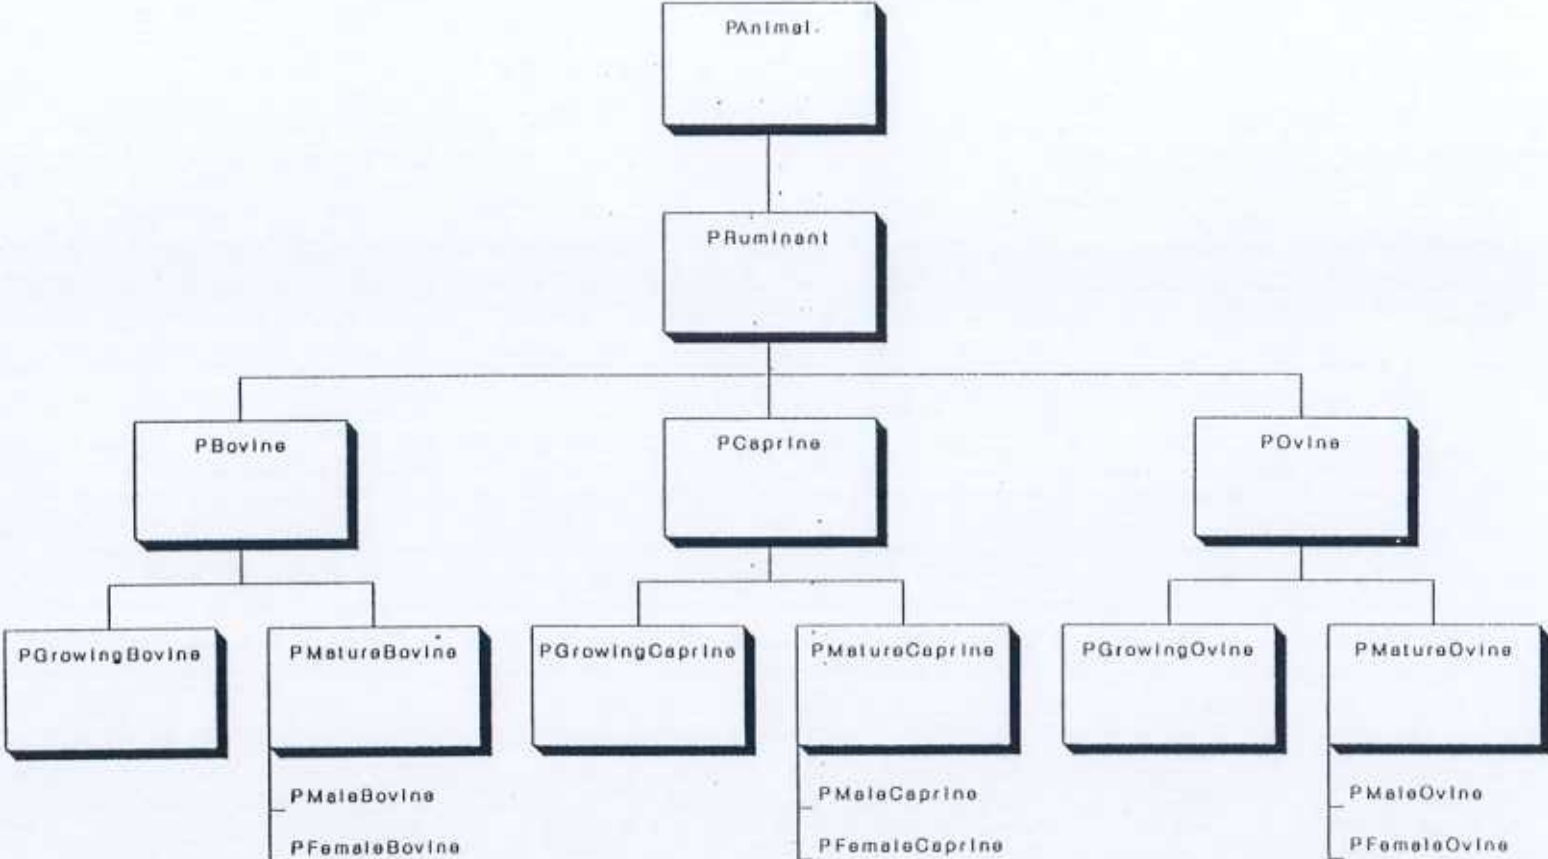 PAnimal
PRuminant
PBovine
PCaprine
POvine
PGrowingBovine
PMatureBovine
PGrowingCaprine
PMatureCaprine
PGrowingOvine
PMatureOvine
PMaleBovine
PMaleCaprine
PMaleOvine
PFemaleBovine
PFemaleCaprine
PFemaleOvine